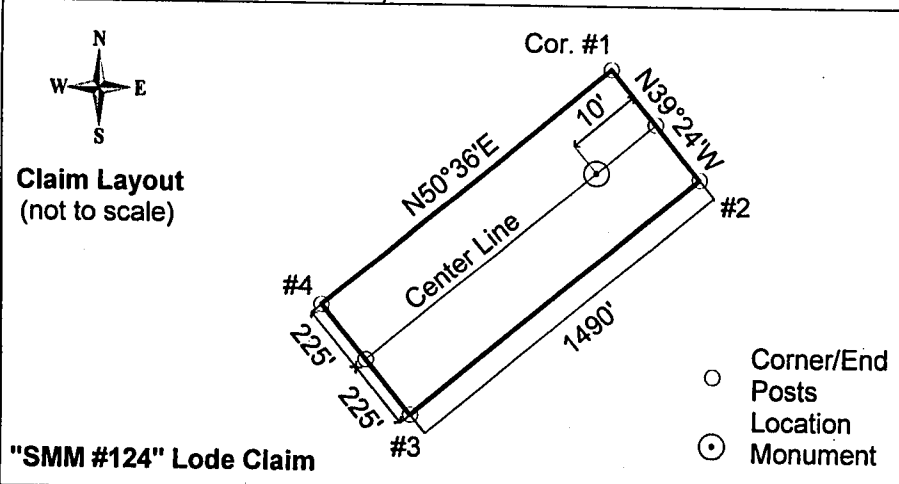 N
W E
S
Claim Layout
(not to scale)
Cor. #1
10'
N39°24'W
N50°36'E
#2
Center Line
#4
1490'
225'
225'
#3
Corner/End
Posts
Location
Monument
"SMM #124" Lode Claim